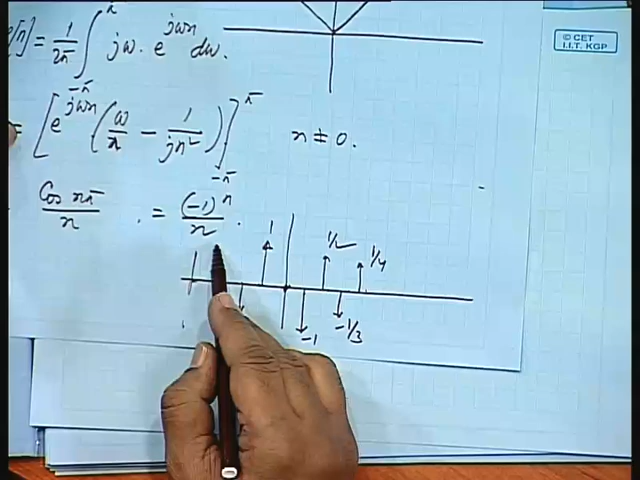 e[n] = 1/2π ∫ jω · e^{jωn} dω.
-π
π
© CET
I.I.T. KGP
= [ e^{jωn} ( ω/n - 1/jn² ) ]
π
-π
n ≠ 0.
Cos nπ / n . = (-1)^n / n .
1
1/2
1/4
-1
-1/3